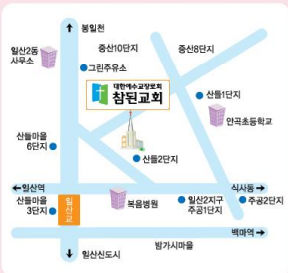 봉일천
중산10단지
중산8단지
일산2동
사무소
그린주유소
대한예수교장로회
참된교회
산들1단지
안곡초등학교
산들마을
6단지
산들2단지
←일산역
식사동→
산들마을
3단지
일산교
복음병원
일산2지구
주공1단지
주공2단지
백마역→
밤가시마을
일산신도시